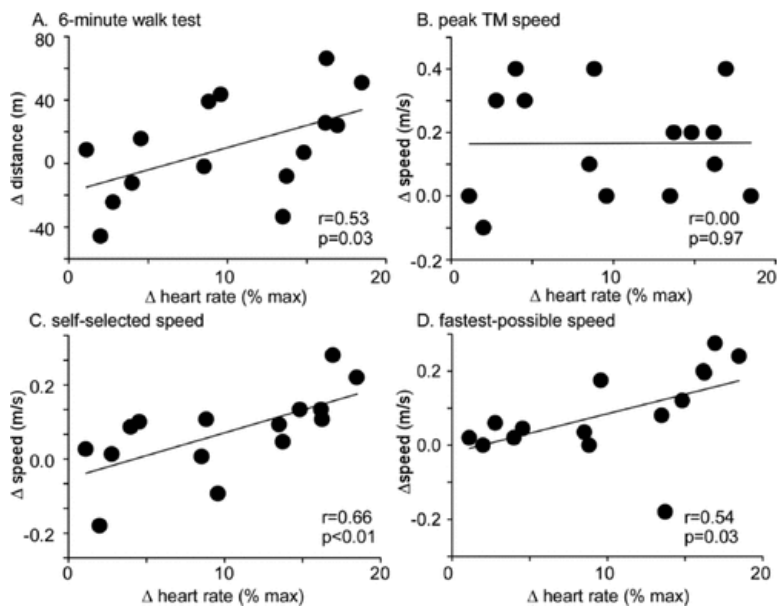 A. 6-minute walk test
80
40
0
-40
Δ distance (m)
r=0.53
p=0.03
0
10
20
Δ heart rate (% max)
B. peak TM speed
0.4
0.2
0.0
-0.2
Δ speed (m/s)
r=0.00
p=0.97
0
10
20
Δ heart rate (% max)
C. self-selected speed
0.2
0.0
-0.2
Δ speed (m/s)
r=0.66
p<0.01
0
10
20
Δ heart rate (% max)
D. fastest-possible speed
0.2
0.0
-0.2
Δspeed (m/s)
r=0.54
p=0.03
0
10
20
Δ heart rate (% max)